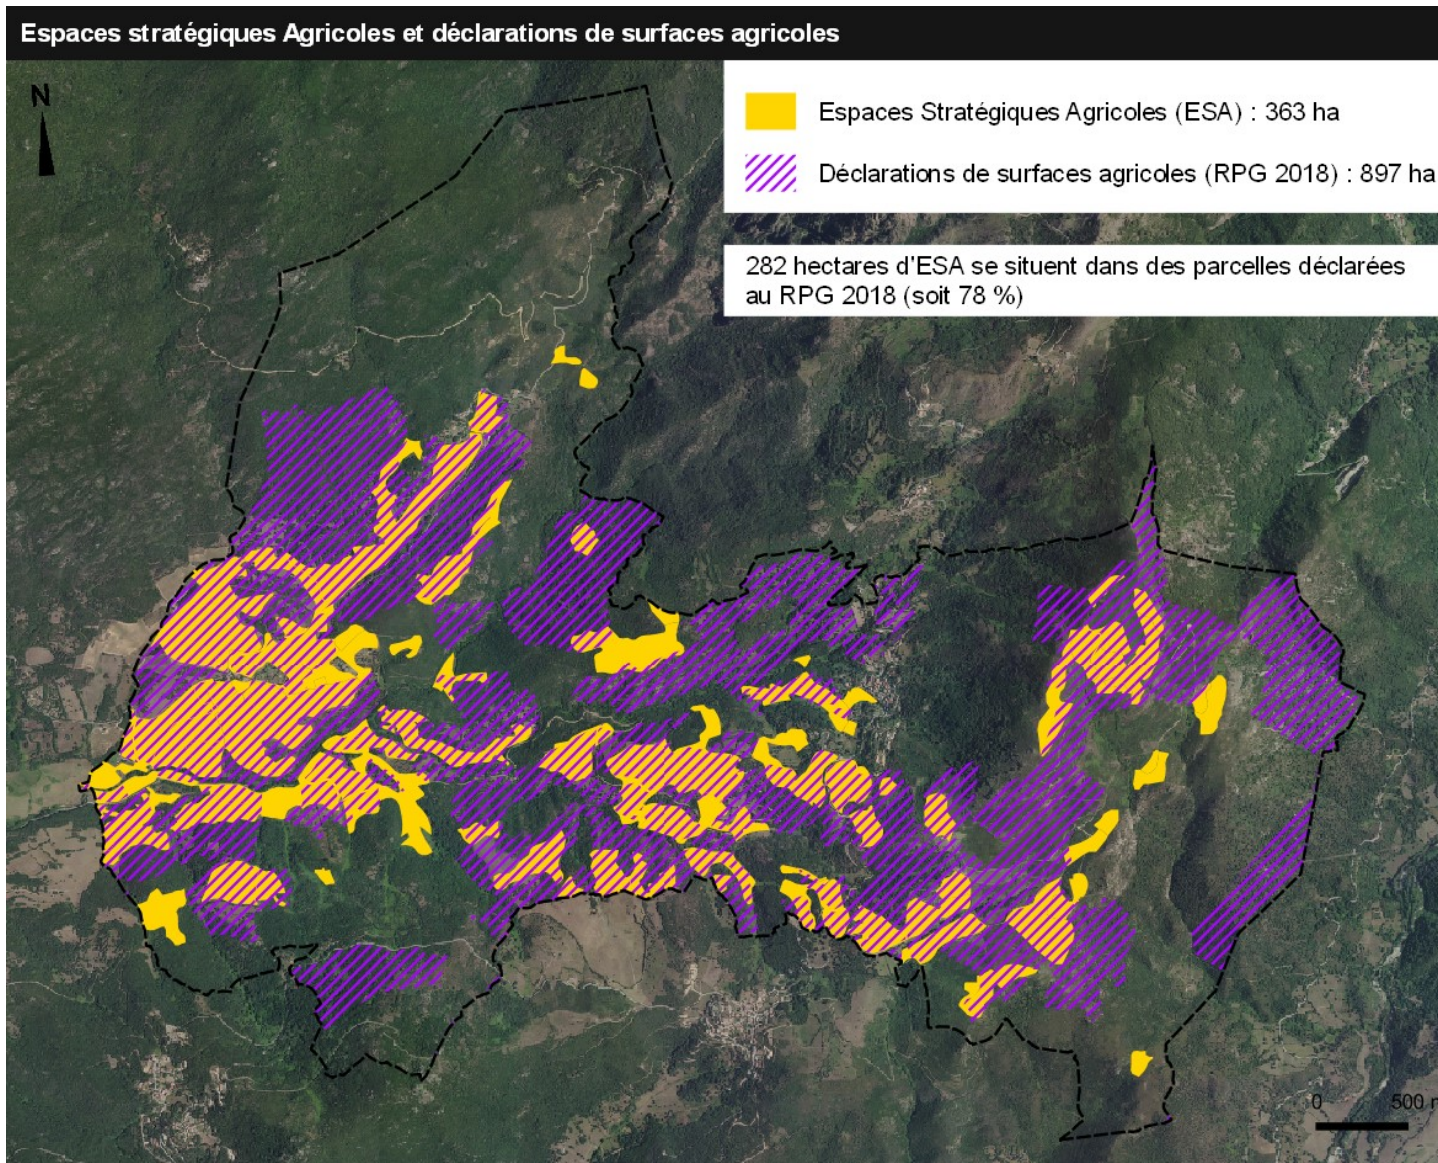 Espaces stratégiques Agricoles et déclarations de surfaces agricoles
N
Espaces Stratégiques Agricoles (ESA) : 363 ha
Déclarations de surfaces agricoles (RPG 2018) : 897 ha
282 hectares d'ESA se situent dans des parcelles déclarées
au RPG 2018 (soit 78 %)
0 500 m